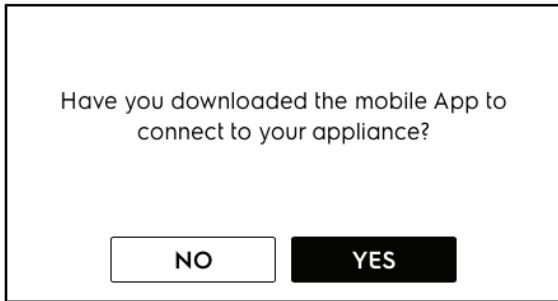 Have you downloaded the mobile App to
connect to your appliance?
NO
YES